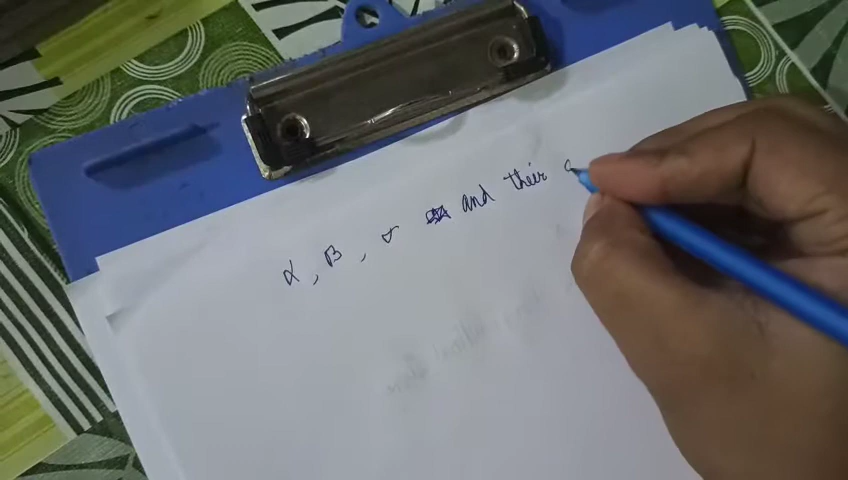 α, β, γ and their